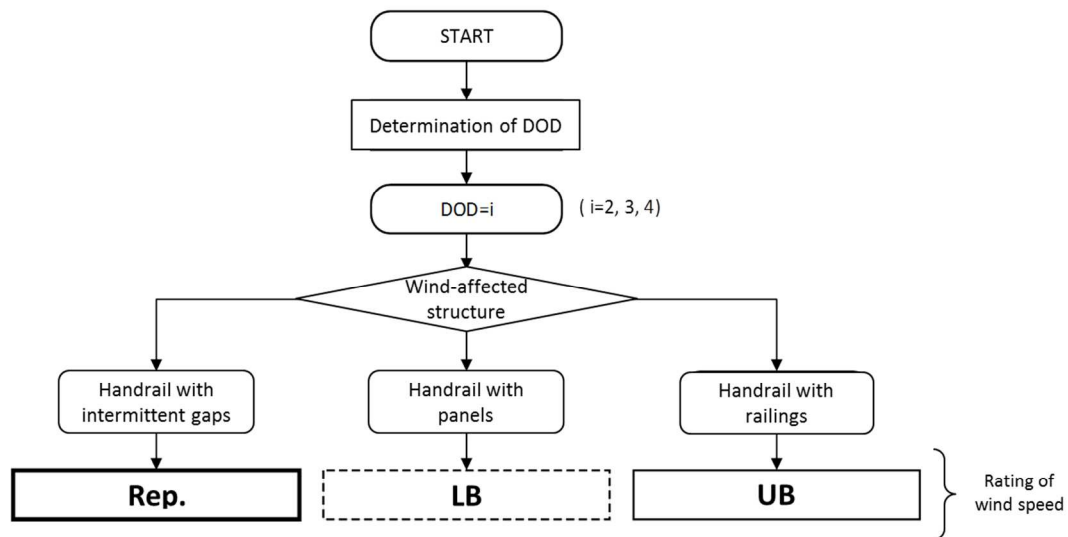 START
Determination of DOD
DOD=i
( i=2, 3, 4)
Wind-affected
structure
Handrail with
intermittent gaps
Handrail with
panels
Handrail with
railings
Rep.
LB
UB
Rating of
wind speed